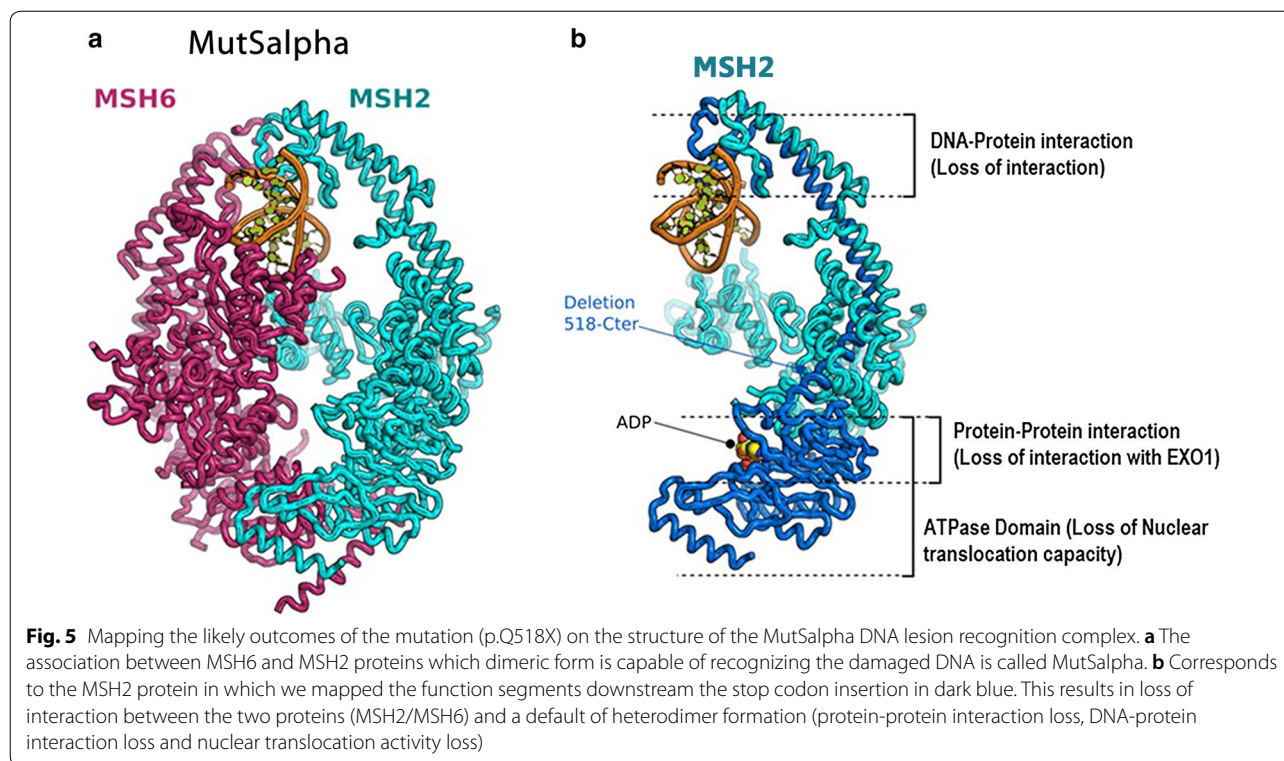 a
MutSalpha
MSH6
MSH2
b
MSH2
DNA-Protein interaction
(Loss of interaction)
Deletion
518-Cter
ADP
Protein-Protein interaction
(Loss of interaction with EXO1)
ATPase Domain (Loss of Nuclear
translocation capacity)
Fig. 5 Mapping the likely outcomes of the mutation (p.Q518X) on the structure of the MutSalpha DNA lesion recognition complex. a The
association between MSH6 and MSH2 proteins which dimeric form is capable of recognizing the damaged DNA is called MutSalpha. b Corresponds
to the MSH2 protein in which we mapped the function segments downstream the stop codon insertion in dark blue. This results in loss of
interaction between the two proteins (MSH2/MSH6) and a default of heterodimer formation (protein-protein interaction loss, DNA-protein
interaction loss and nuclear translocation activity loss)